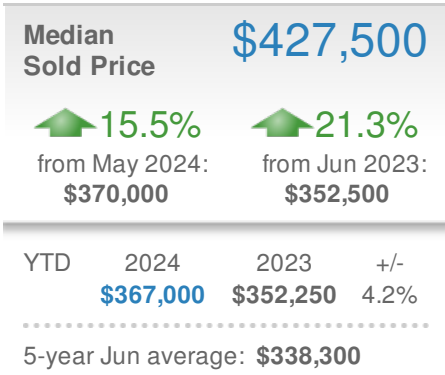 Median
Sold Price
$427,500
15.5% 21.3%
from May 2024: from Jun 2023:
$370,000 $352,500
YTD 2024 2023 +/-
$367,000 $352,250 4.2%
5-year Jun average: $338,300